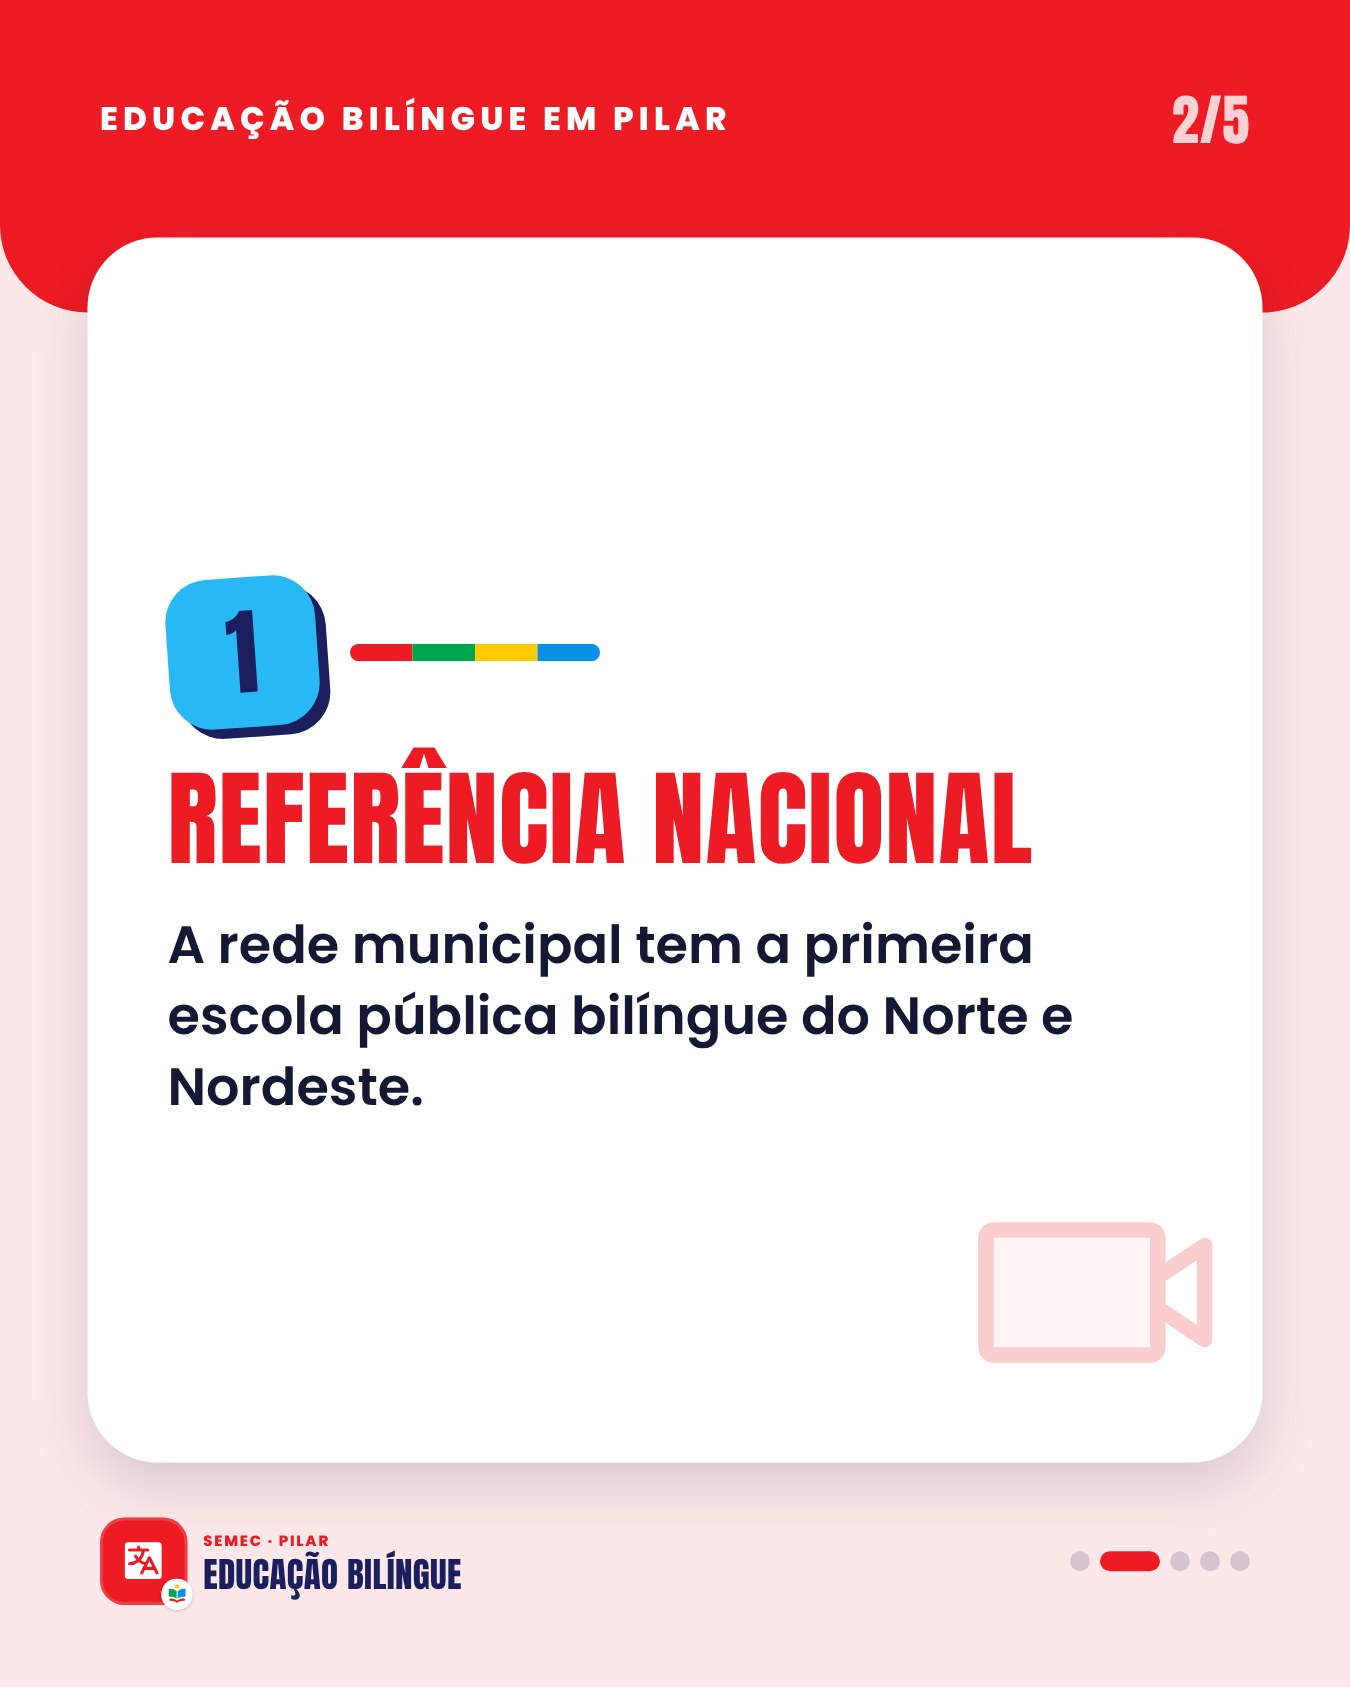 EDUCAÇÃO BILÍNGUE EM PILAR
2/5
1
REFERÊNCIA NACIONAL
A rede municipal tem a primeira
escola pública bilíngue do Norte e
Nordeste.
SEMEC · PILAR
EDUCAÇÃO BILÍNGUE